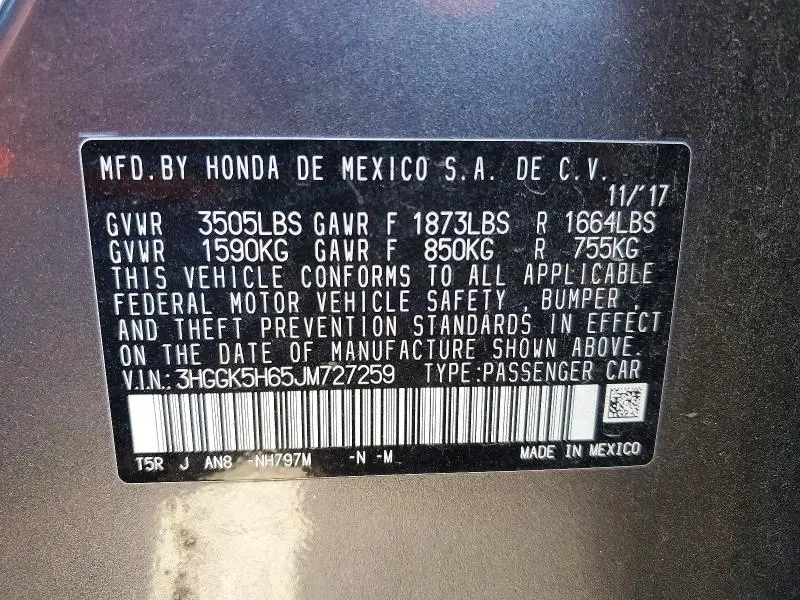 MFD.BY HONDA DE MEXICO S.A. DE C.V.
11/'17
GVWR 3505LBS GAWR F 1873LBS R 1664LBS
GVWR 1590KG GAWR F 850KG R 755KG
THIS VEHICLE CONFORMS TO ALL APPLICABLE
FEDERAL MOTOR VEHICLE SAFETY , BUMPER ,
AND THEFT PREVENTION STANDARDS IN EFFECT
ON THE DATE OF MANUFACTURE SHOWN ABOVE.
V.I.N.: 3HGGK5H65JM727259 TYPE:PASSENGER CAR
T5R J AN8 -NH797M -N -M MADE IN MEXICO